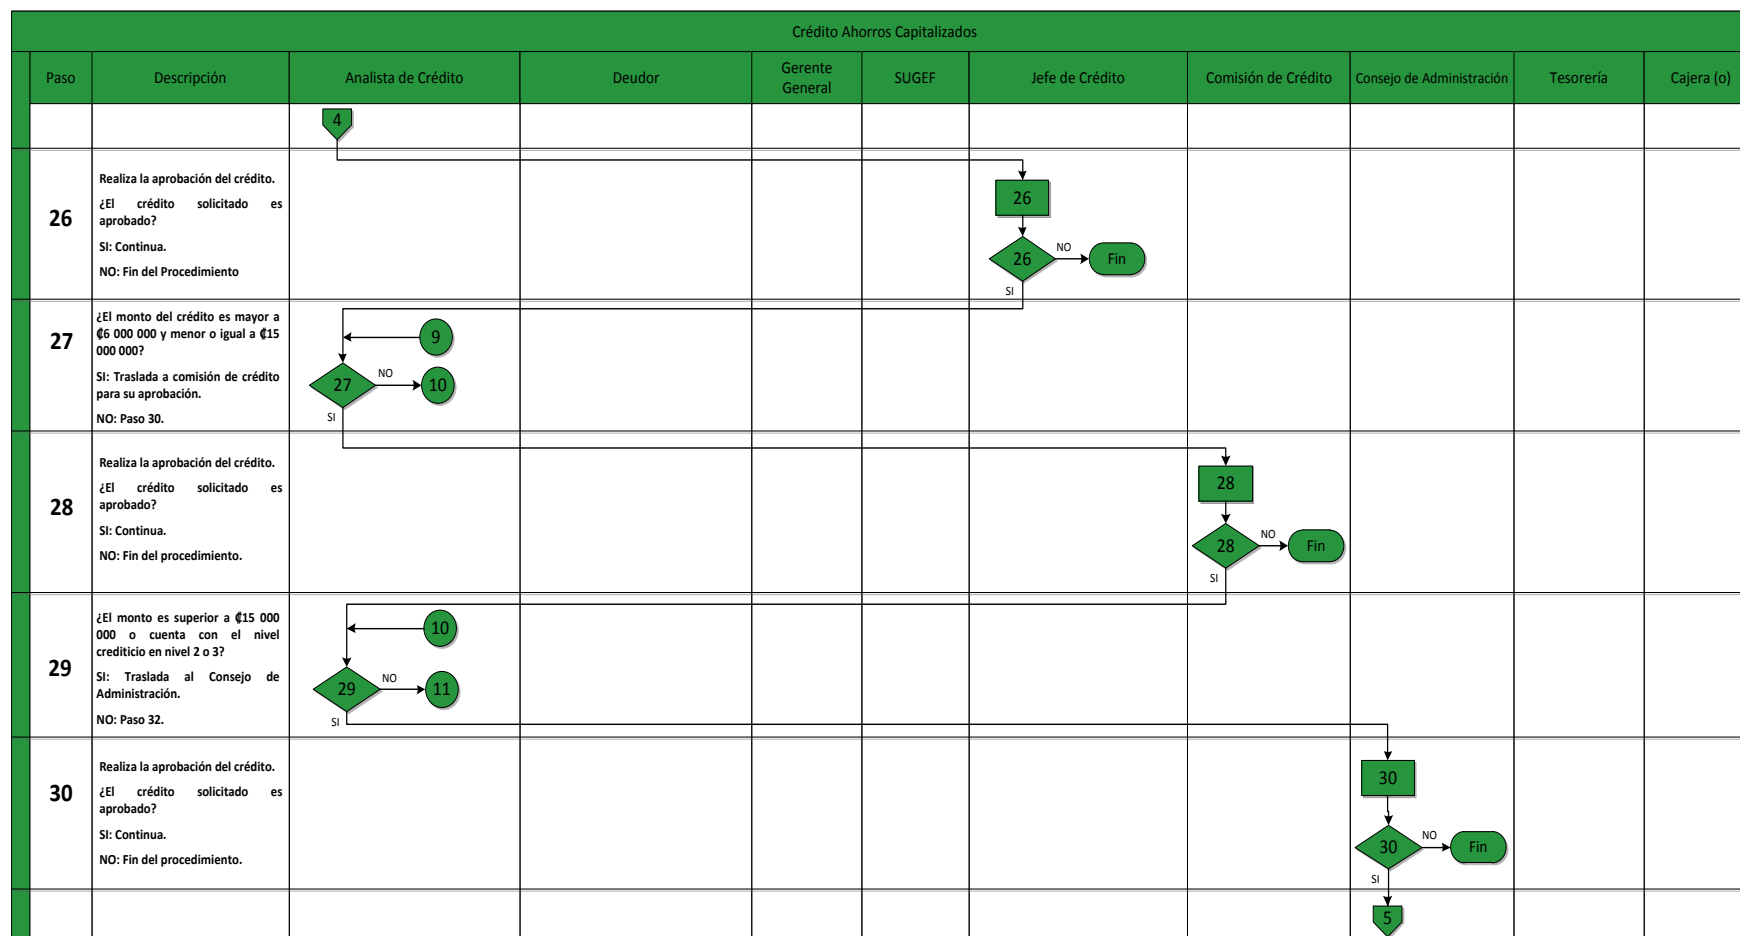 Crédito Ahorros Capitalizados
Paso
Descripción
Analista de Crédito
Deudor
Gerente
General
SUGEF
Jefe de Crédito
Comisión de Crédito
Consejo de Administración
Tesorería
Cajera (o)
4
26
Realiza la aprobación del crédito.
¿El crédito solicitado es
aprobado?
SI: Continua.
NO: Fin del Procedimiento
26
26
NO
Fin
SI
27
¿El monto del crédito es mayor a
₡6 000 000 y menor o igual a ₡15
000 000?
SI: Traslada a comisión de crédito
para su aprobación.
NO: Paso 30.
9
27
NO
10
SI
28
Realiza la aprobación del crédito.
¿El crédito solicitado es
aprobado?
SI: Continua.
NO: Fin del procedimiento.
28
28
NO
Fin
SI
29
¿El monto es superior a ₡15 000
000 o cuenta con el nivel
crediticio en nivel 2 o 3?
SI: Traslada al Consejo de
Administración.
NO: Paso 32.
10
29
NO
11
SI
30
Realiza la aprobación del crédito.
¿El crédito solicitado es
aprobado?
SI: Continua.
NO: Fin del procedimiento.
30
30
NO
Fin
SI
5